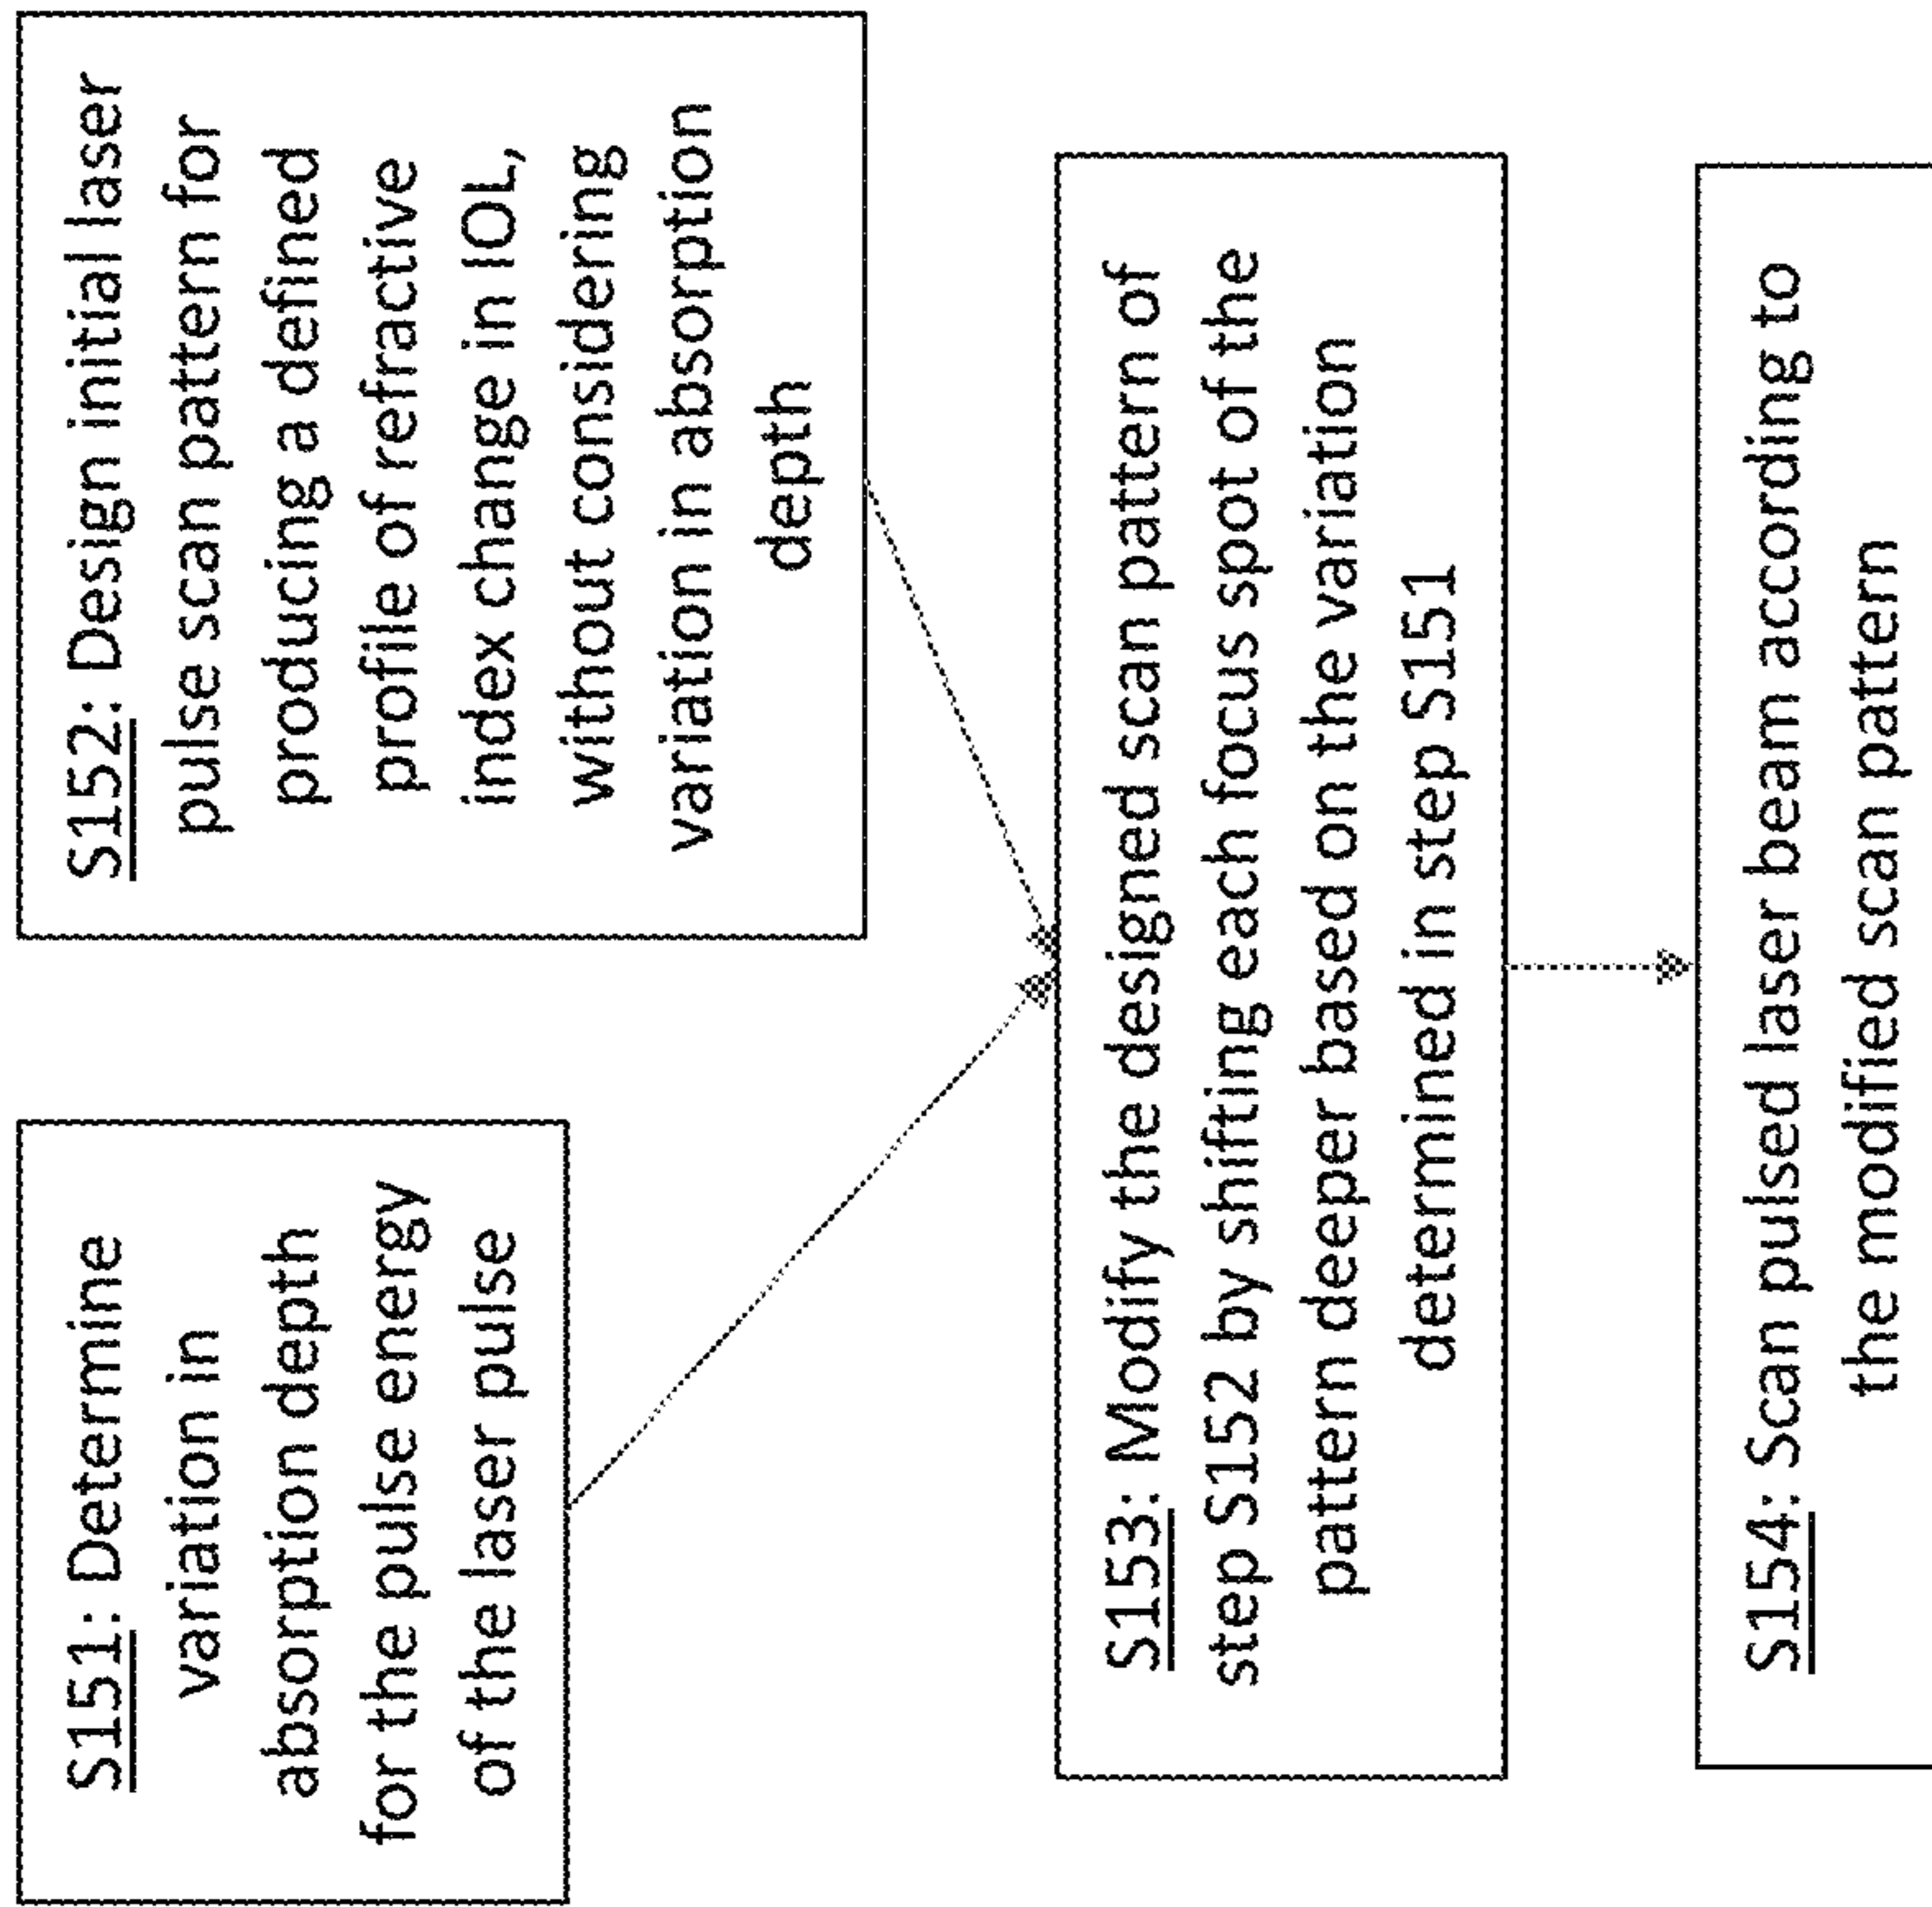 S151: Determine
variation in
absorption depth
for the pulse energy
of the laser pulse
S152: Design initial laser
pulse scan pattern for
producing a defined
profile of refractive
index change in IOL,
without considering
variation in absorption
depth
S153: Modify the designed scan pattern of
step S152 by shifting each focus spot of the
pattern deeper based on the variation
determined in step S151
S154: Scan pulsed laser beam according to
the modified scan pattern